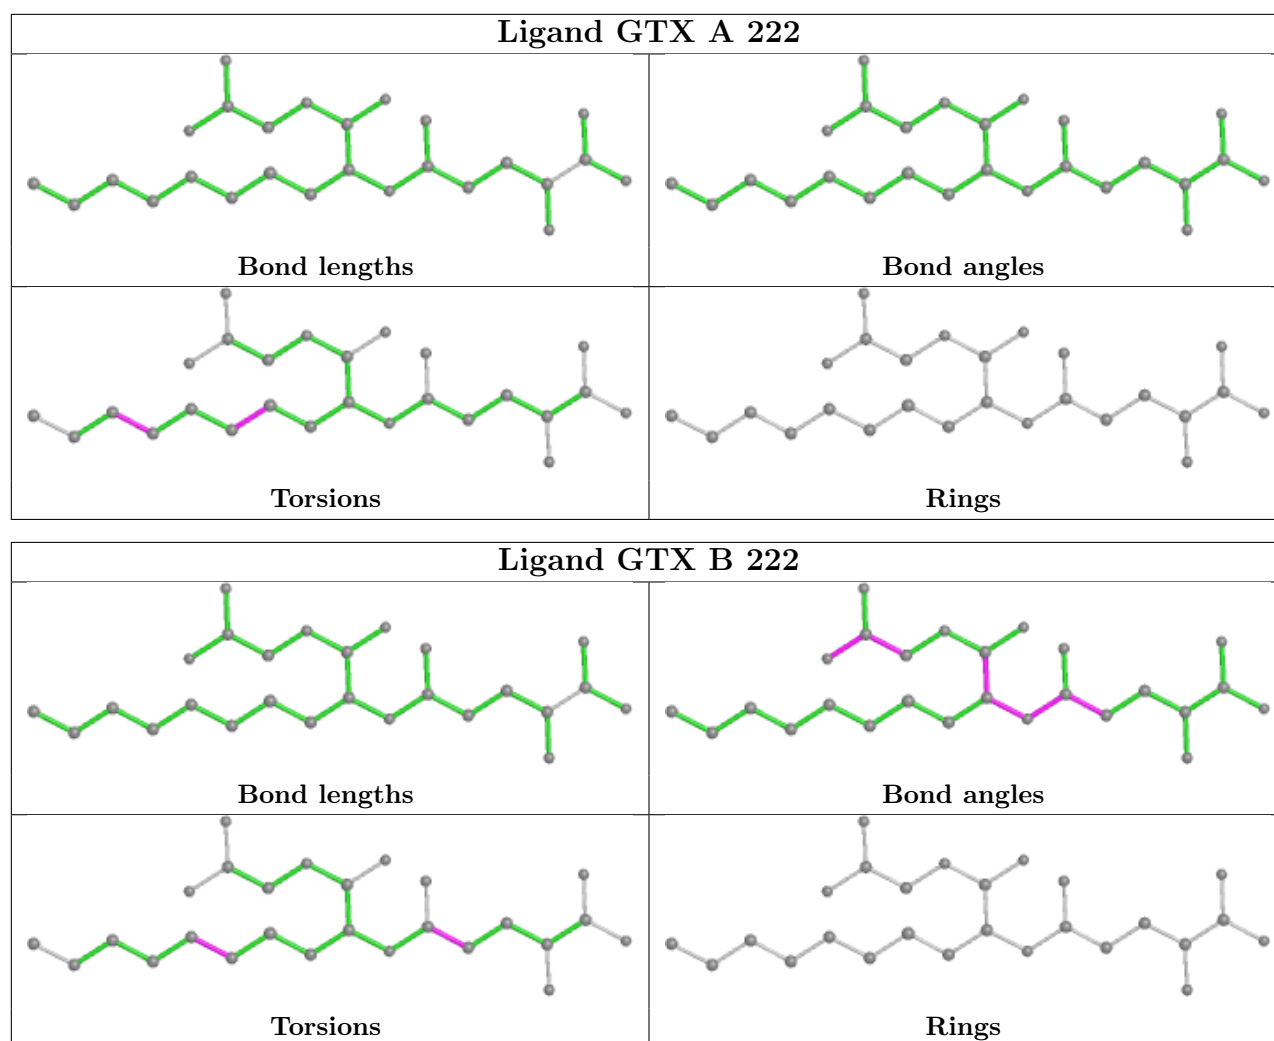 Ligand GTX A 222
Bond lengths
Bond angles
Torsions
Rings
Ligand GTX B 222
Bond lengths
Bond angles
Torsions
Rings